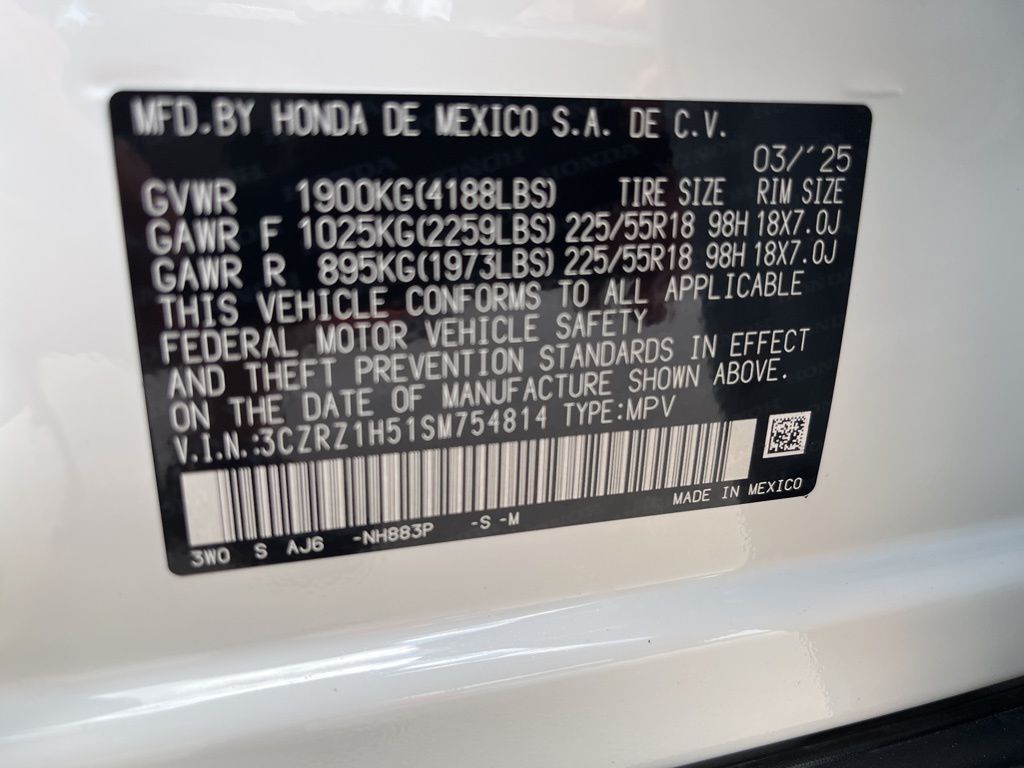 MFD.BY HONDA DE MEXICO S.A. DE C.V.
03/'25
GVWR 1900KG(4188LBS) TIRE SIZE RIM SIZE
GAWR F 1025KG(2259LBS) 225/55R18 98H 18X7.0J
GAWR R 895KG(1973LBS) 225/55R18 98H 18X7.0J
THIS VEHICLE CONFORMS TO ALL APPLICABLE
FEDERAL MOTOR VEHICLE SAFETY
AND THEFT PREVENTION STANDARDS IN EFFECT
ON THE DATE OF MANUFACTURE SHOWN ABOVE.
V.I.N.:3CZRZ1H51SM754814 TYPE:MPV
MADE IN MEXICO
3WO S AJ6 -NH883P -S -M